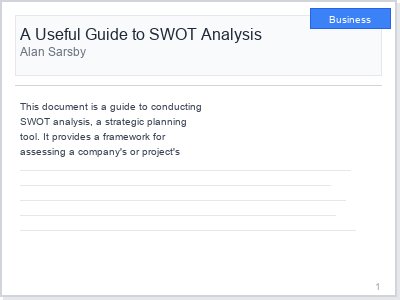 Business
A Useful Guide to SWOT Analysis
Alan Sarsby
This document is a guide to conducting
SWOT analysis, a strategic planning
tool. It provides a framework for
assessing a company's or project's
1